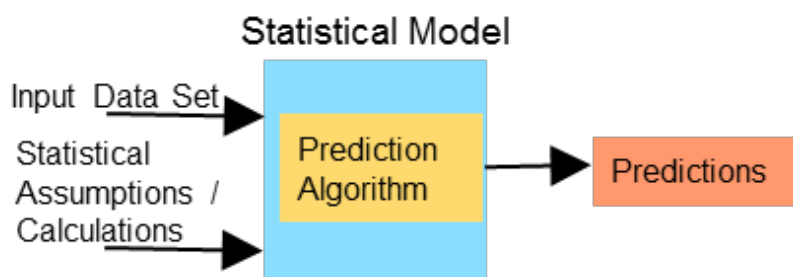 Statistical Model
Input Data Set
Statistical
Assumptions /
Calculations
Prediction
Algorithm
Predictions